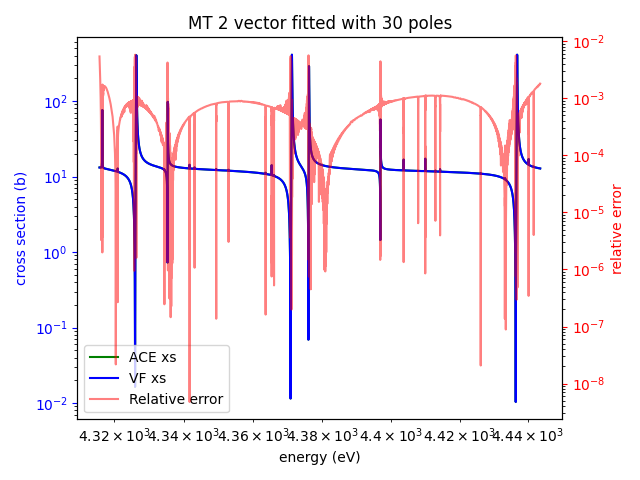 MT 2 vector fitted with 30 poles
cross section (b)
10²
10¹
10⁰
10⁻¹
10⁻²
10⁻²
10⁻³
10⁻⁴
10⁻⁵
10⁻⁶
10⁻⁷
10⁻⁸
relative error
ACE xs
VF xs
Relative error
4.32 × 10³ 4.34 × 10³ 4.36 × 10³ 4.38 × 10³ 4.4 × 10³ 4.42 × 10³ 4.44 × 10³
energy (eV)